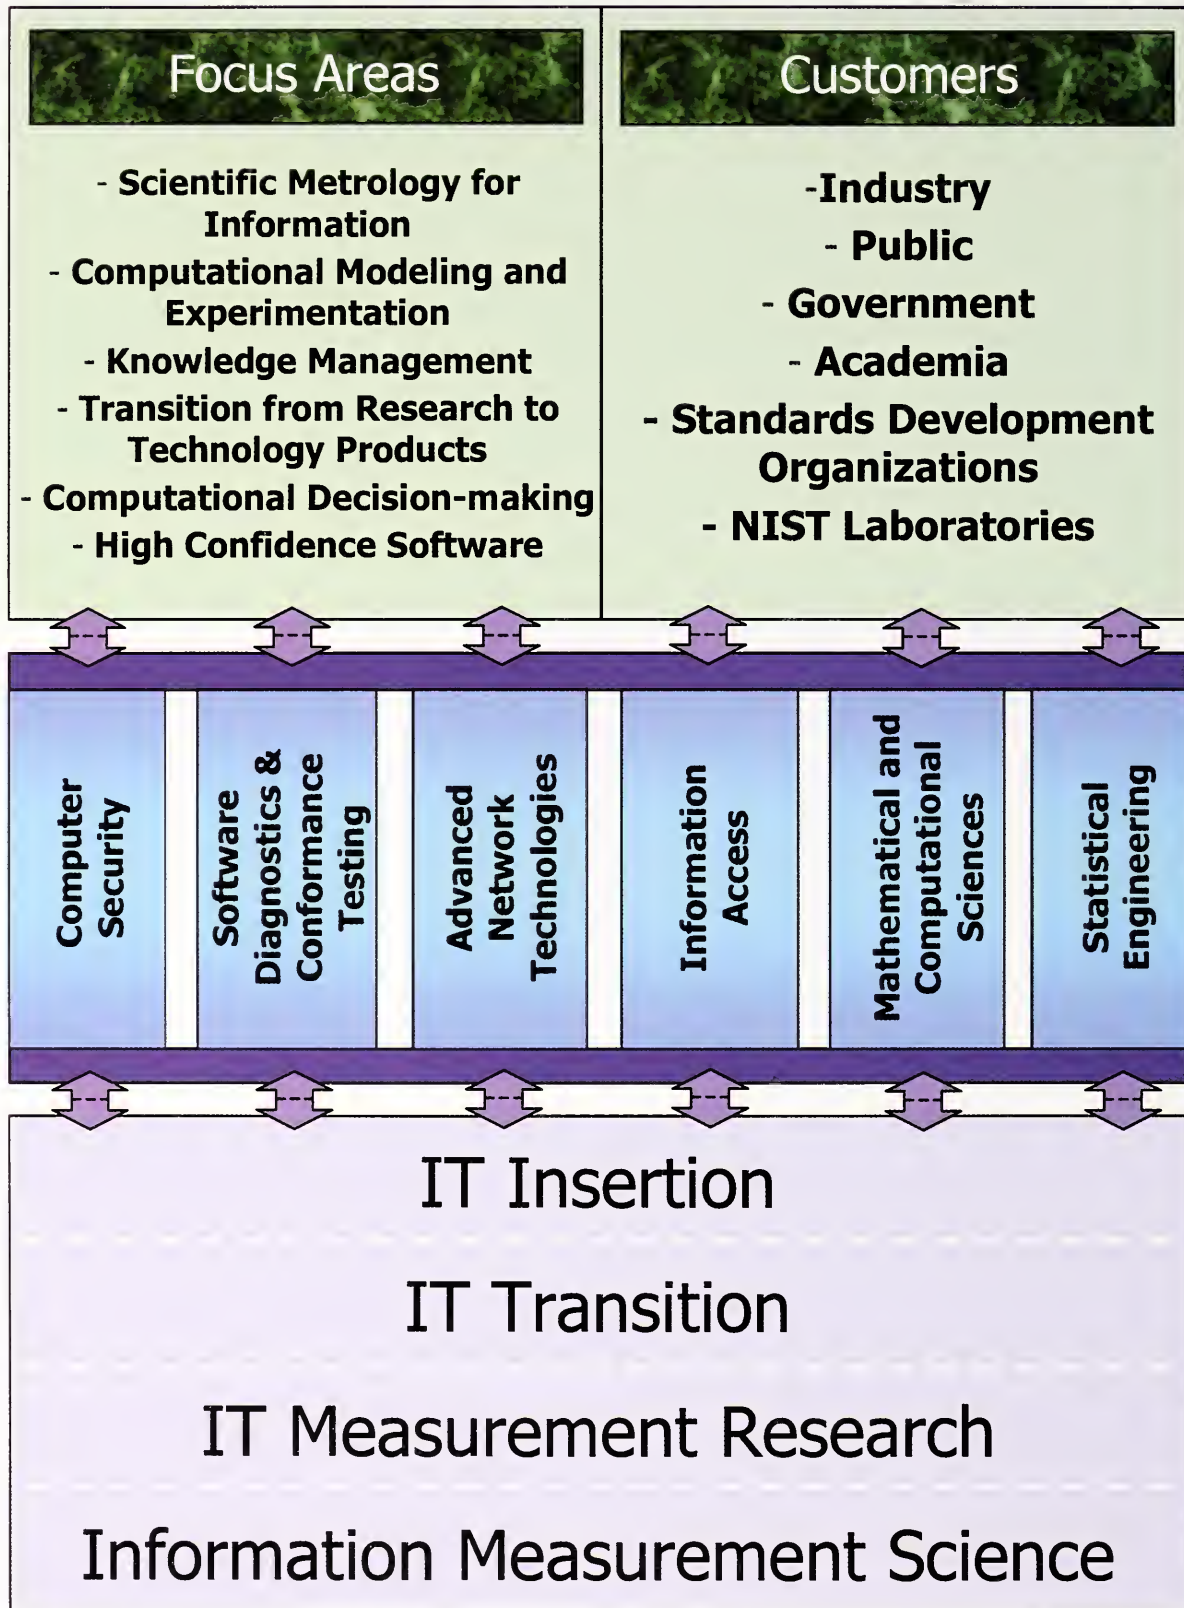 Focus Areas
- Scientific Metrology for
Information
- Computational Modeling and
Experimentation
- Knowledge Management
- Transition from Research to
Technology Products
- Computational Decision-making
- High Confidence Software
Customers
-Industry
- Public
- Government
- Academia
- Standards Development
Organizations
- NIST Laboratories
Computer
Security
Software
Diagnostics &
Conformance
Testing
Advanced
Network
Technologies
Information
Access
Mathematical and
Computational
Sciences
Statistical
Engineering
IT Insertion
IT Transition
IT Measurement Research
Information Measurement Science